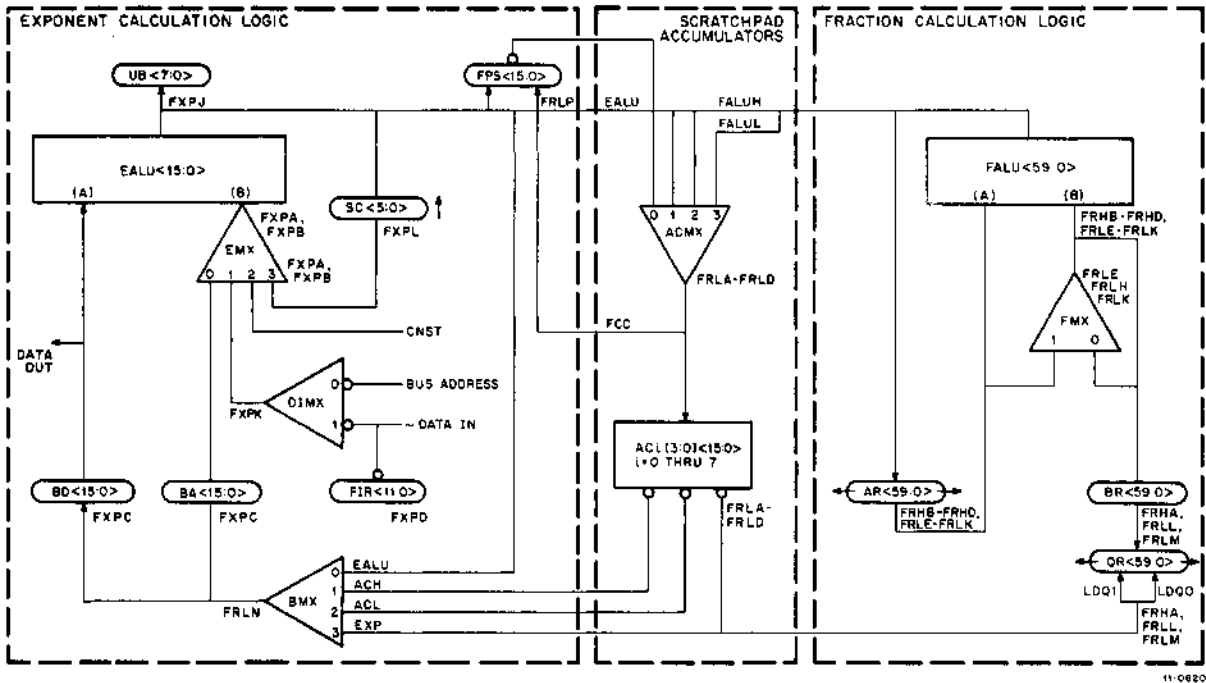 EXPONENT CALCULATION LOGIC
SCRATCHPAD
ACCUMULATORS
FRACTION CALCULATION LOGIC
UB<7:0>
FPS<15:0>
FXPJ
FRLP
EALU
FALUH
FALUL
EALU<15:0>
(A)
(B)
FALU<59:0>
(A)
(B)
SC<5:0>
FXPL
FXPA,
FXPB
EMX
0 1 2 3
FXPA,
FXPB
0 1 2 3
ACMX
FRLA-FRLD
FRHB-FRHD,
FRLE-FRLK
FRLE
FRLH
FRLK
FMX
1 0
CNST
FCC
DATA
OUT
DIMX
0
BUS ADDRESS
1
~DATA IN
FXPK
AC[3:0]<15:0>
i=0 THRU 7
BD<15:0>
FXPC
BA<15:0>
FXPC
FIR<11:0>
FXPD
FRLA-
FRLD
AR<59:0>
FRHB-FRHD,
FRLE-FRLK
BR<59:0>
FRHA,
FRLL,
FRLM
QR<59:0>
LDQ1
LDQ0
FRHA,
FRLL,
FRLM
FRLN
BMX
0
EALU
1
ACH
2
ACL
3
EXP
11-0820